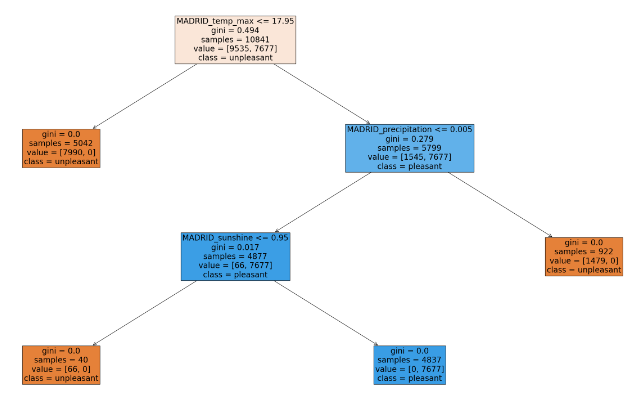 MADRID_temp_max <= 17.95
gini = 0.494
samples = 10841
value = [9535, 7677]
class = unpleasant
gini = 0.0
samples = 5042
value = [7990, 0]
class = unpleasant
MADRID_precipitation <= 0.005
gini = 0.279
samples = 5799
value = [1545, 7677]
class = pleasant
MADRID_sunshine <= 0.95
gini = 0.017
samples = 4877
value = [66, 7677]
class = pleasant
gini = 0.0
samples = 922
value = [1479, 0]
class = unpleasant
gini = 0.0
samples = 40
value = [66, 0]
class = unpleasant
gini = 0.0
samples = 4837
value = [0, 7677]
class = pleasant